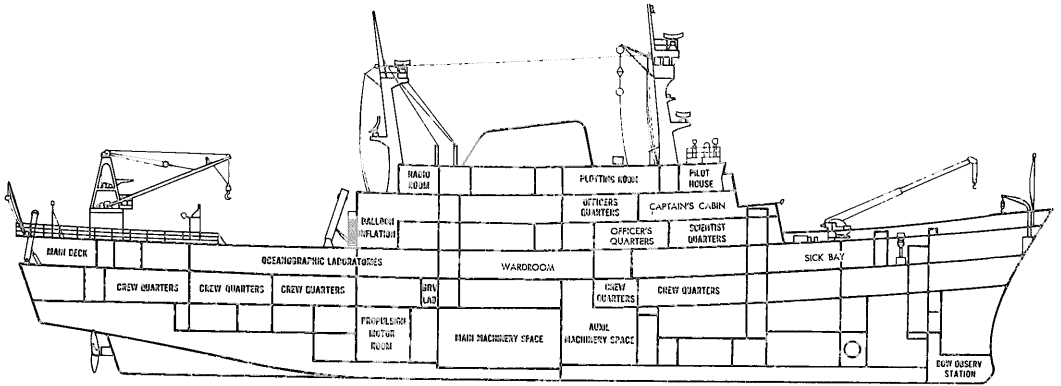 RADIO
ROOM
PLOTTING ROOM
PILOT
HOUSE
OFFICERS
QUARTERS
CAPTAIN'S CABIN
BALLOON
INFLATION
OFFICER'S
QUARTERS
SCIENTIST
QUARTERS
MAIN DECK
OCEANOGRAPHIC LABORATORIES
WARDROOM
SICK BAY
CREW QUARTERS
CREW QUARTERS
CREW QUARTERS
GRV
LAB
CREW
QUARTERS
CREW QUARTERS
PROPULSION
MOTOR
ROOM
MAIN MACHINERY SPACE
AUXIL
MACHINERY SPACE
BOW OBSERV
STATION